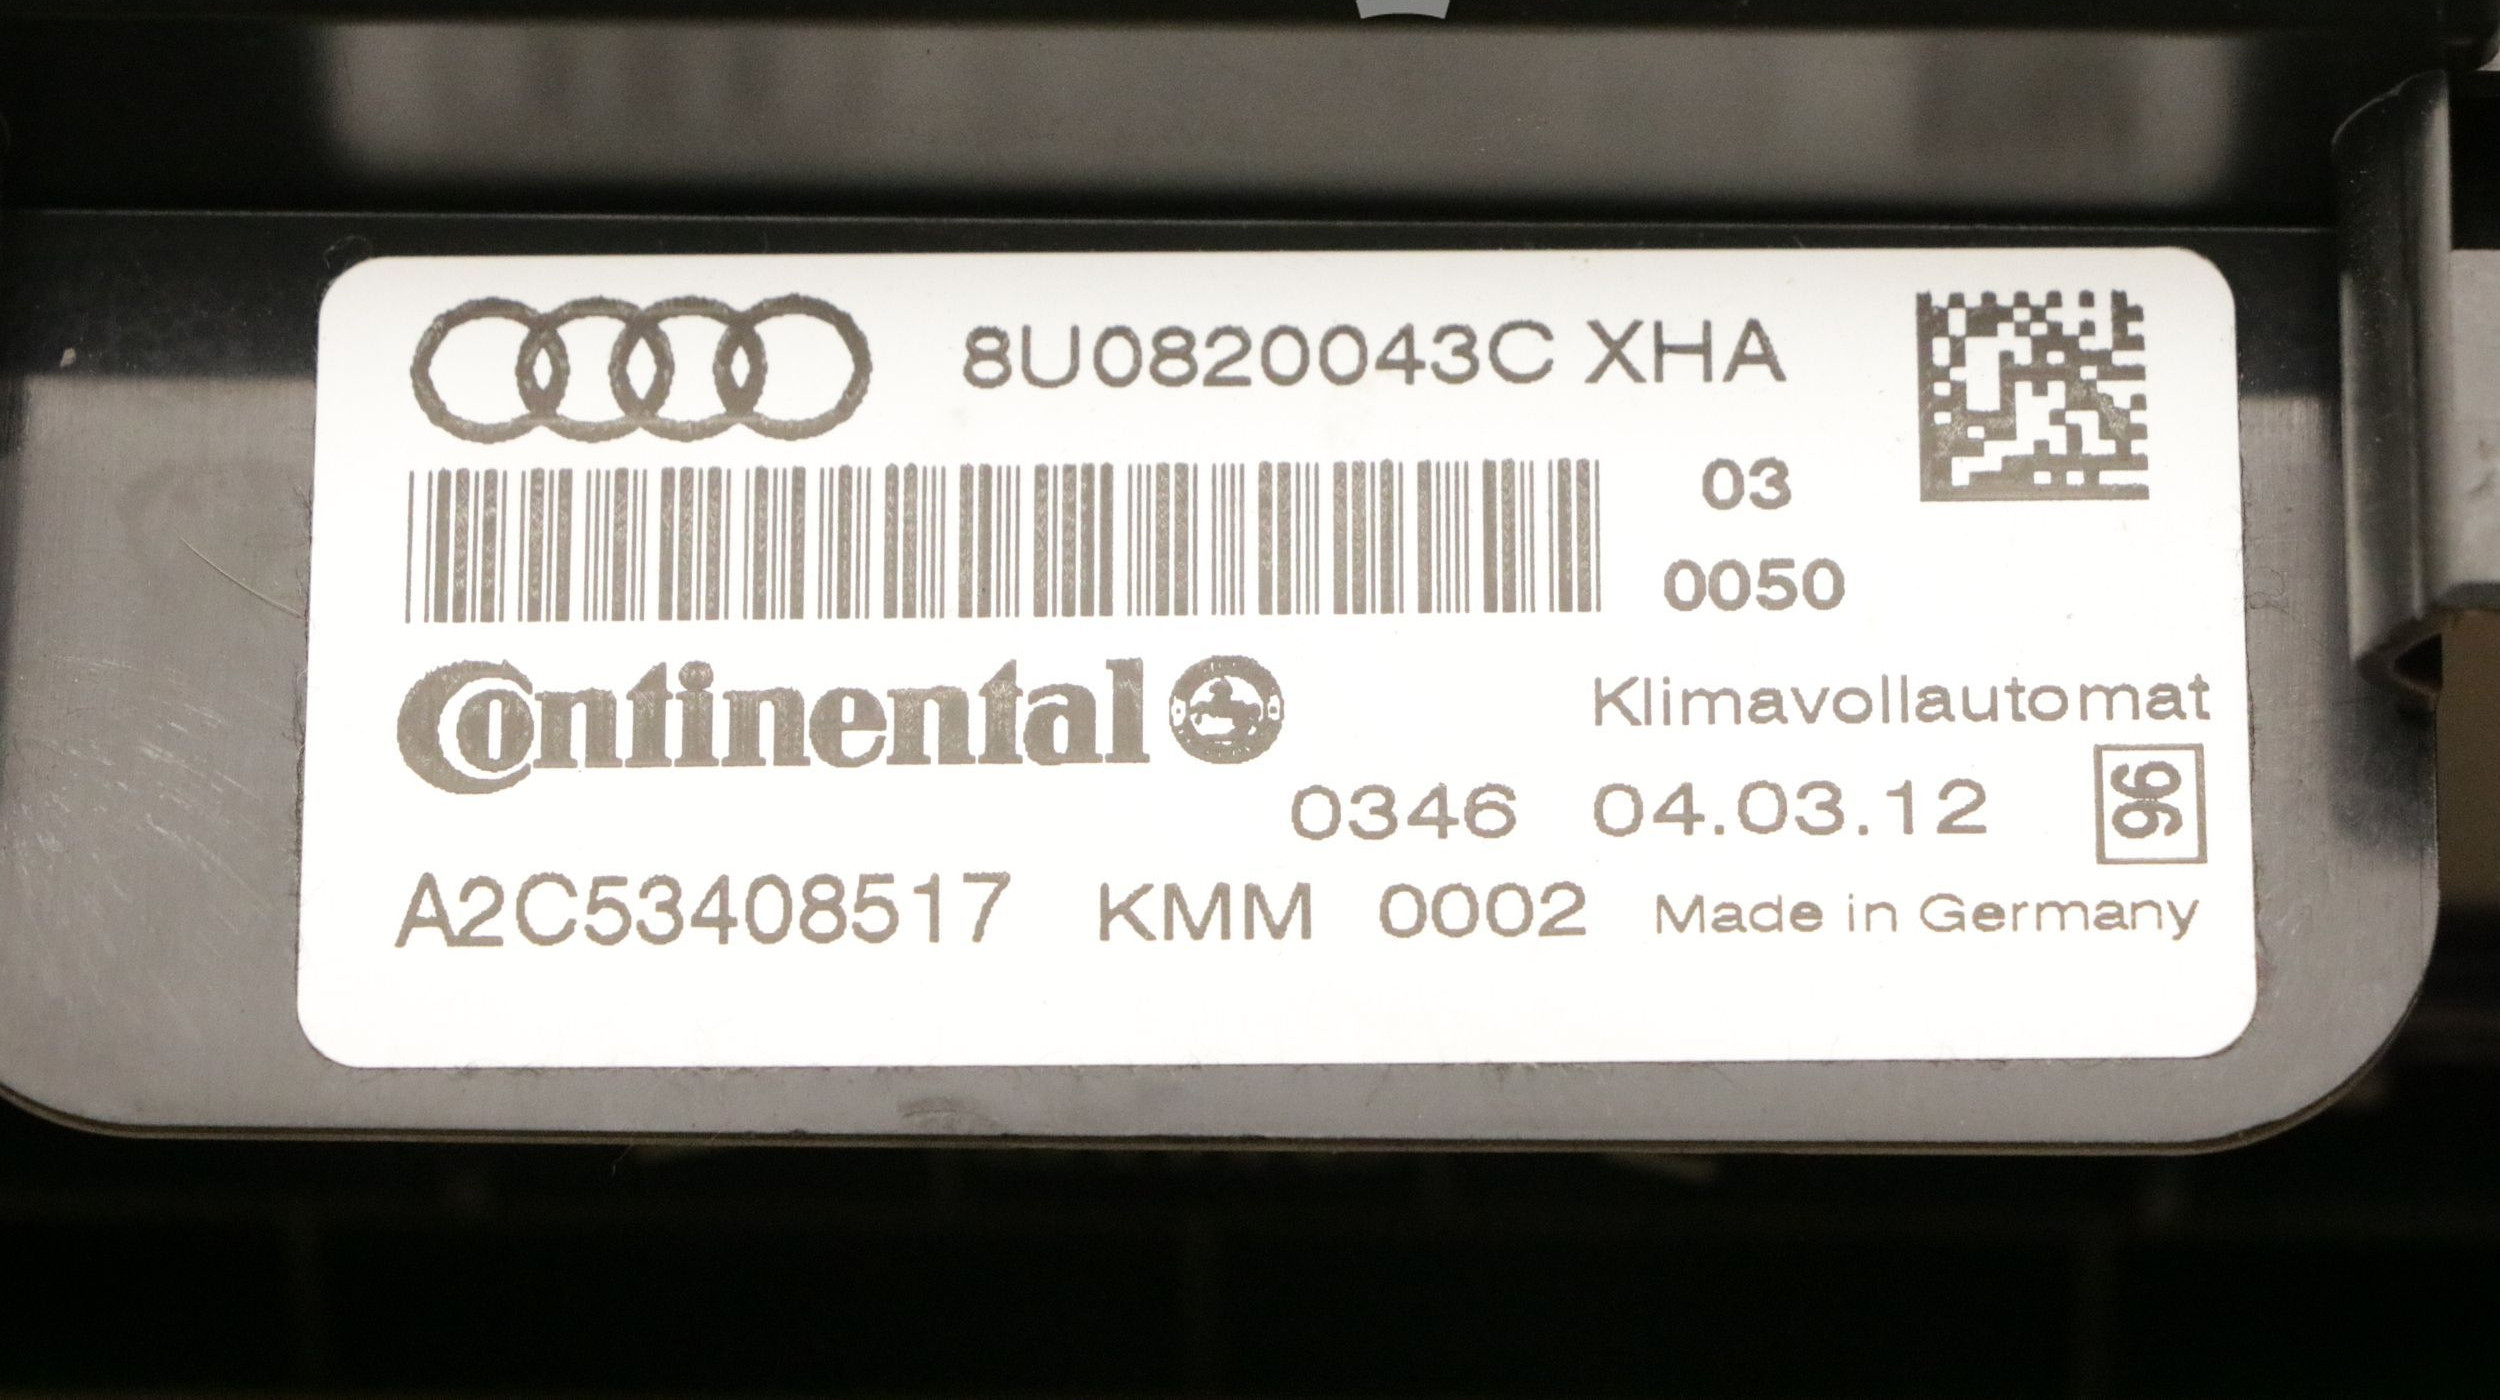 8U0820043C XHA
03
0050
Continental
Klimavollautomat
0346 04.03.12
96
A2C53408517 KMM 0002 Made in Germany